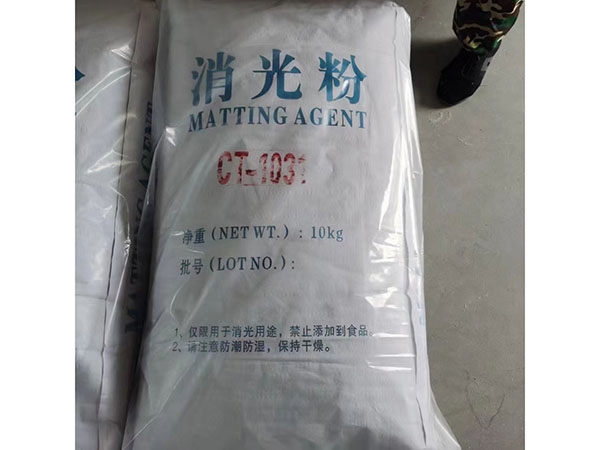 消光粉
MATTING AGENT
CT-1031
净重(NET WT.) : 10kg
批号(LOT NO.) :
1、仅限用于消光用途，禁止添加到食品
2、请注意防潮防湿，保持干燥。
MATTING AGENT